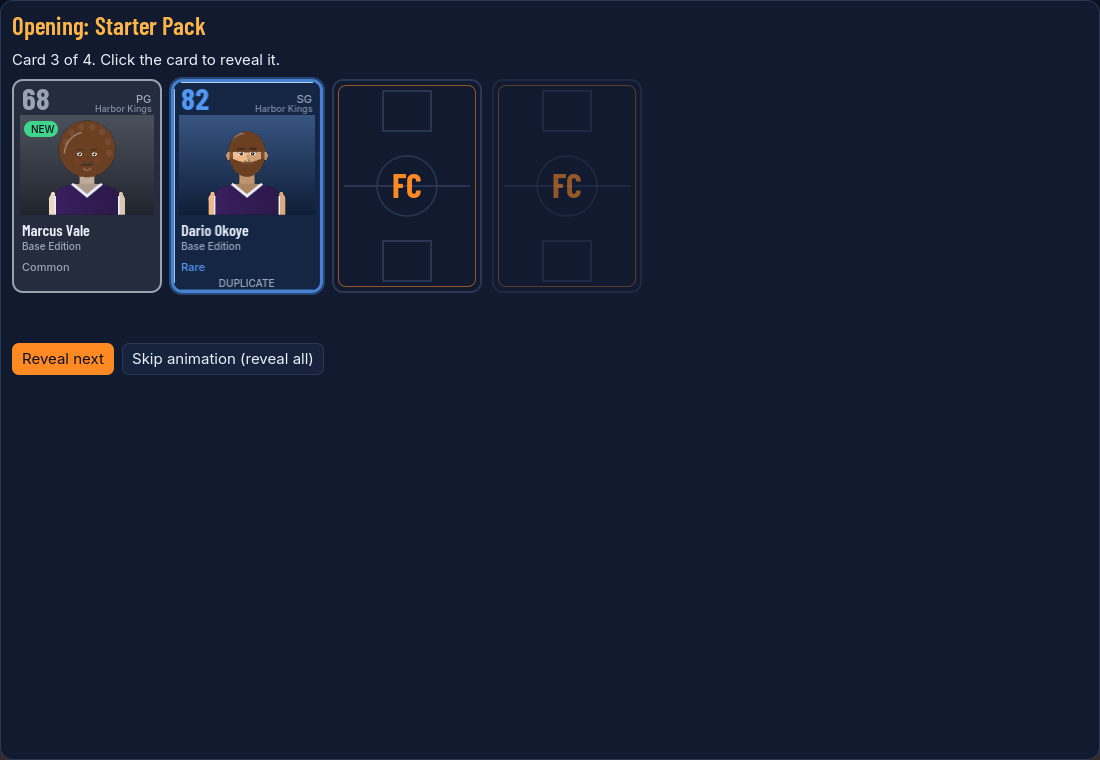 Opening: Starter Pack
Card 3 of 4. Click the card to reveal it.
68
PG
Harbor Kings
NEW
Marcus Vale
Base Edition
Common
82
SG
Harbor Kings
Dario Okoye
Base Edition
Rare
DUPLICATE
FC
FC
Reveal next
Skip animation (reveal all)